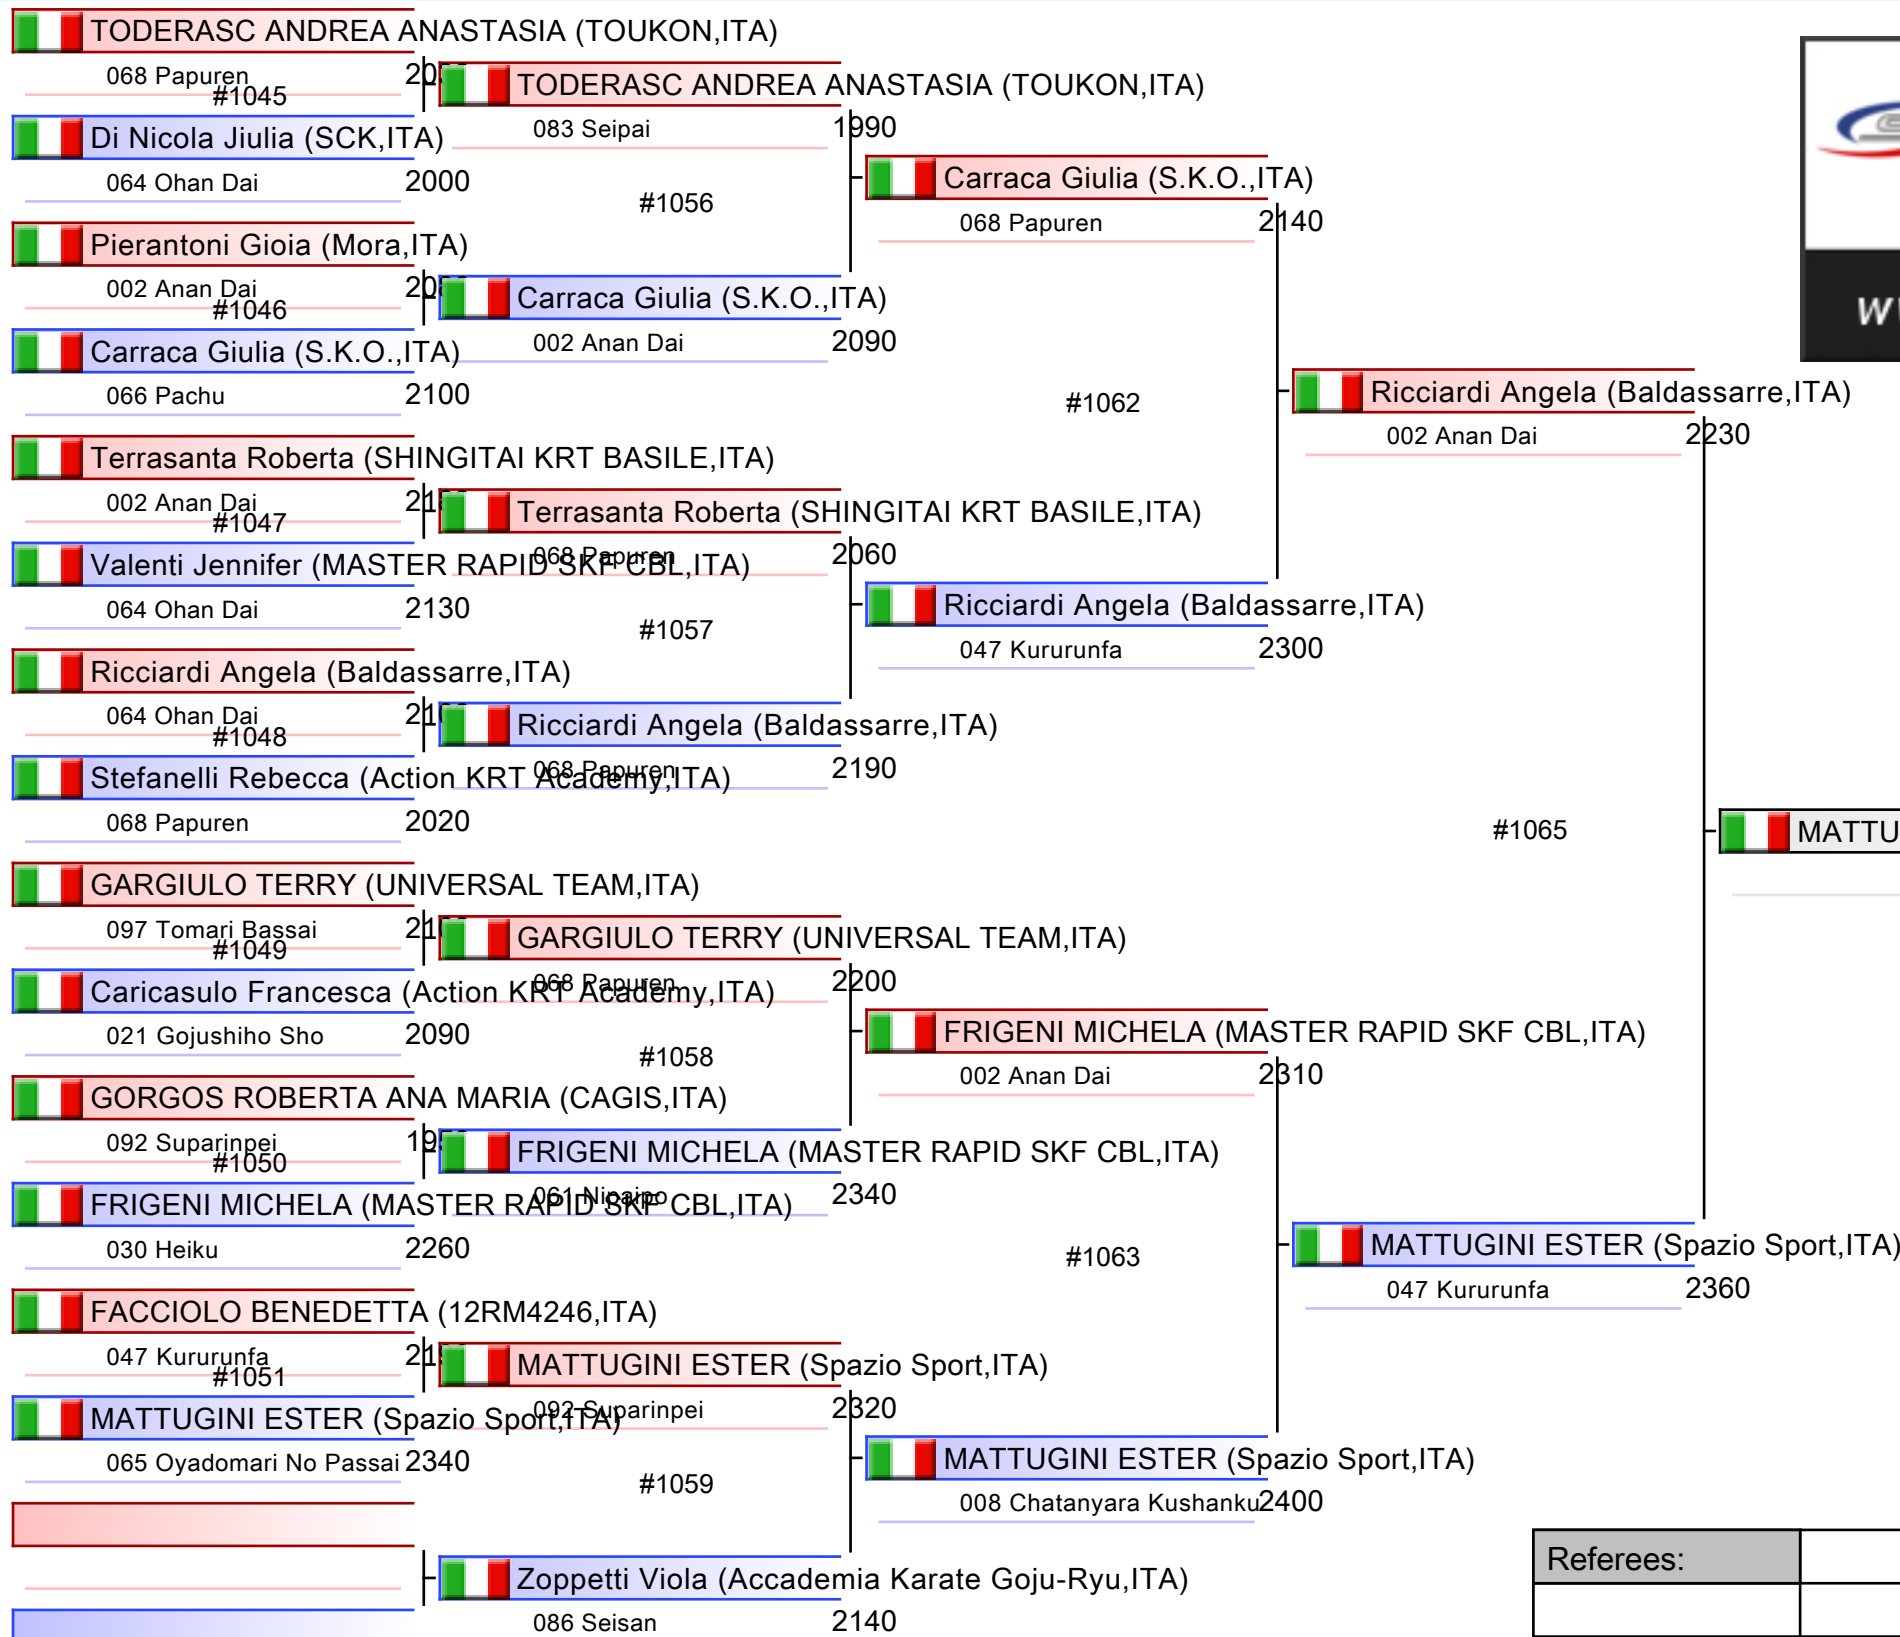 TODERASC ANDREA ANASTASIA (TOUKON,ITA)
068 Papuren
#1045
Di Nicola Jiulia (SCK,ITA)
064 Ohan Dai 2000
Pierantoni Gioia (Mora,ITA)
002 Anan Dai
#1046
Carraca Giulia (S.K.O.,ITA)
066 Pachu 2100
Terrasanta Roberta (SHINGITAI KRT BASILE,ITA)
002 Anan Dai
#1047
Valenti Jennifer (MASTER RAPID SKF CBL,ITA)
064 Ohan Dai 2130
Ricciardi Angela (Baldassarre,ITA)
064 Ohan Dai
#1048
Stefanelli Rebecca (Action KRT Academy,ITA)
068 Papuren 2020
GARGIULO TERRY (UNIVERSAL TEAM,ITA)
097 Tomari Bassai
#1049
Caricasulo Francesca (Action KRT Academy,ITA)
021 Gojushiho Sho 2090
GORGOS ROBERTA ANA MARIA (CAGIS,ITA)
092 Suparinpei
#1050
FRIGENI MICHELA (MASTER RAPID SKF CBL,ITA)
030 Heiku 2260
FACCIOLO BENEDETTA (12RM4246,ITA)
047 Kururunfa
#1051
MATTUGINI ESTER (Spazio Sport,ITA)
065 Oyadomari No Passai 2340
TODERASC ANDREA ANASTASIA (TOUKON,ITA)
083 Seipai 1990
#1056
Carraca Giulia (S.K.O.,ITA)
002 Anan Dai 2090
Terrasanta Roberta (SHINGITAI KRT BASILE,ITA)
068 Papuren 2060
#1057
Ricciardi Angela (Baldassarre,ITA)
068 Papuren 2190
GARGIULO TERRY (UNIVERSAL TEAM,ITA)
068 Papuren 2200
#1058
FRIGENI MICHELA (MASTER RAPID SKF CBL,ITA)
061 Nipaipo 2340
MATTUGINI ESTER (Spazio Sport,ITA)
092 Suparinpei 2320
#1059
Zoppetti Viola (Accademia Karate Goju-Ryu,ITA)
086 Seisan 2140
Carraca Giulia (S.K.O.,ITA)
068 Papuren 2140
#1062
Ricciardi Angela (Baldassarre,ITA)
047 Kururunfa 2300
FRIGENI MICHELA (MASTER RAPID SKF CBL,ITA)
002 Anan Dai 2310
#1063
MATTUGINI ESTER (Spazio Sport,ITA)
008 Chatanyara Kushanku 2400
Ricciardi Angela (Baldassarre,ITA)
002 Anan Dai 2230
#1065
MATTUGINI ESTER (Spazio Sport,ITA)
047 Kururunfa 2360
MATTU
Referees: